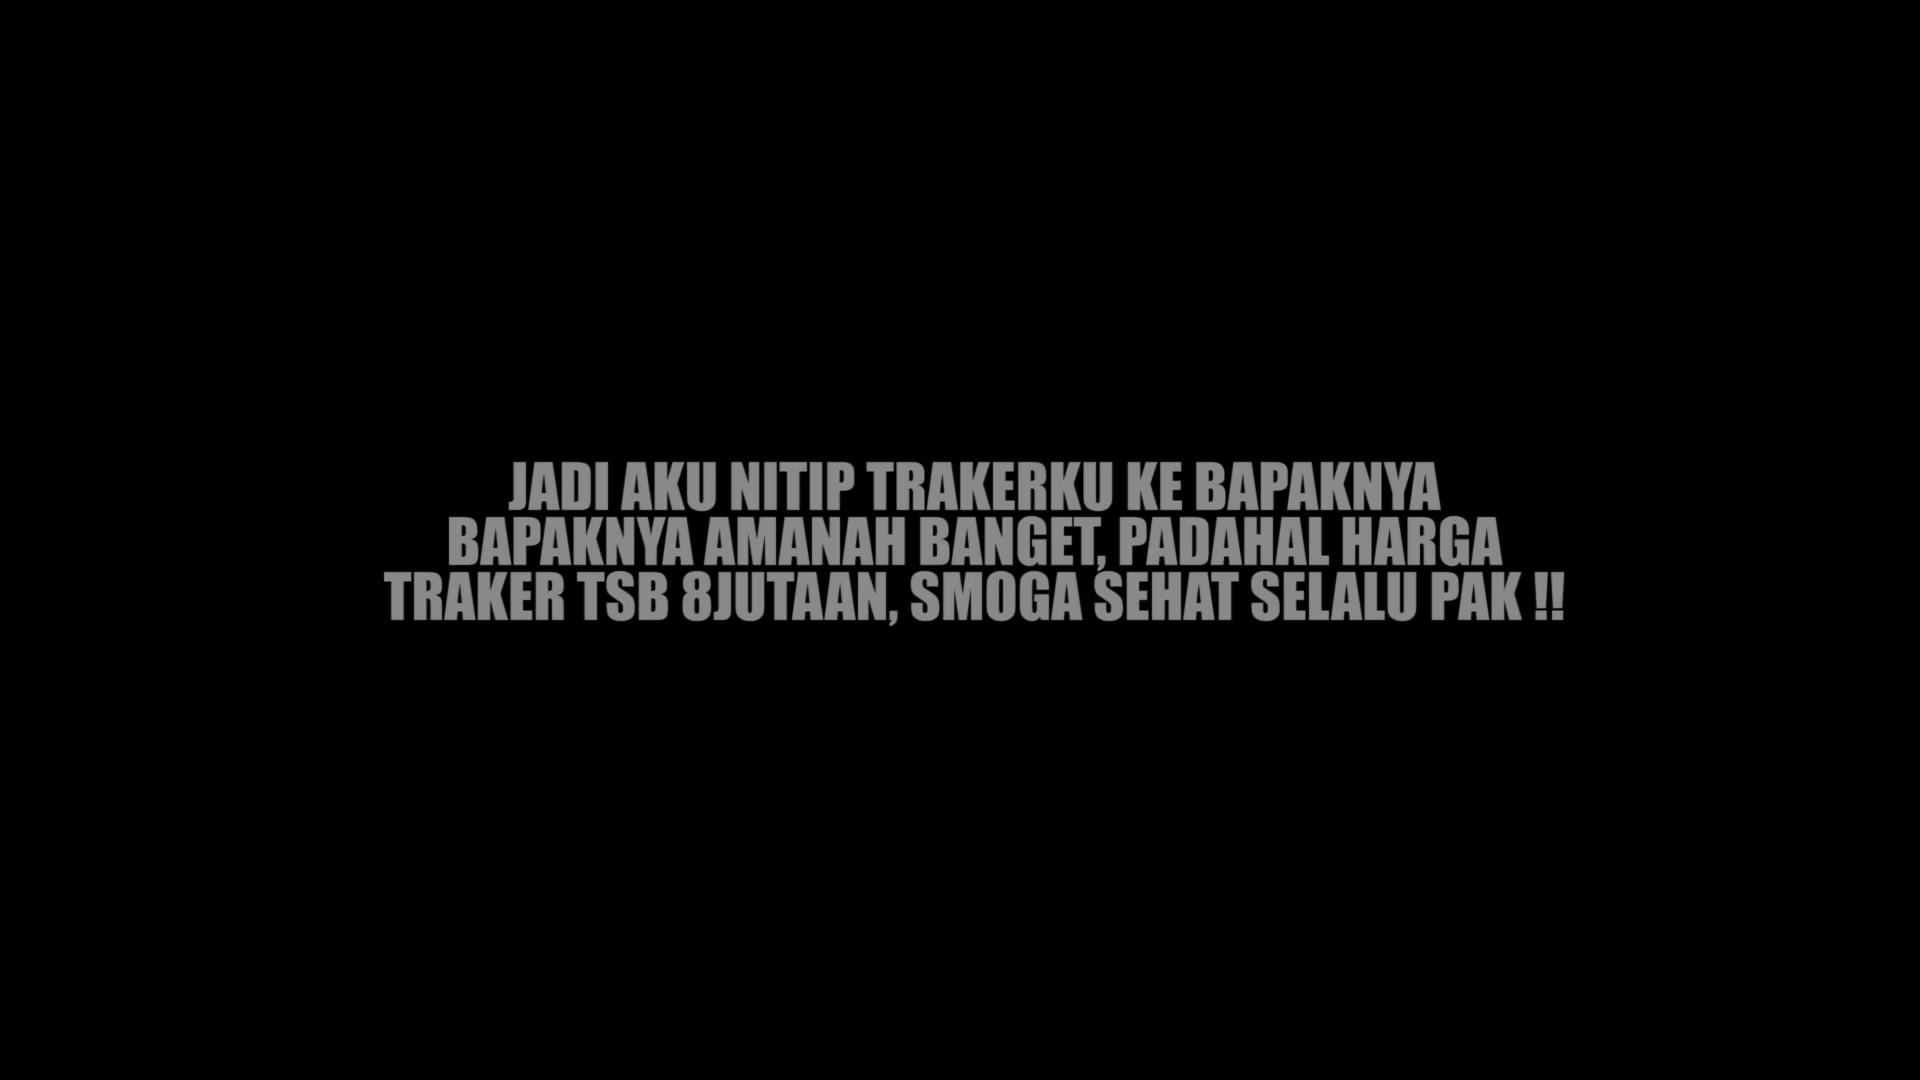 JADI AKU NITIP TRAKERKU KE BAPAKNYA
BAPAKNYA AMANAH BANGET, PADAHAL HARGA
TRAKER TSB 8JUTAAN, SMOGA SEHAT SELALU PAK !!